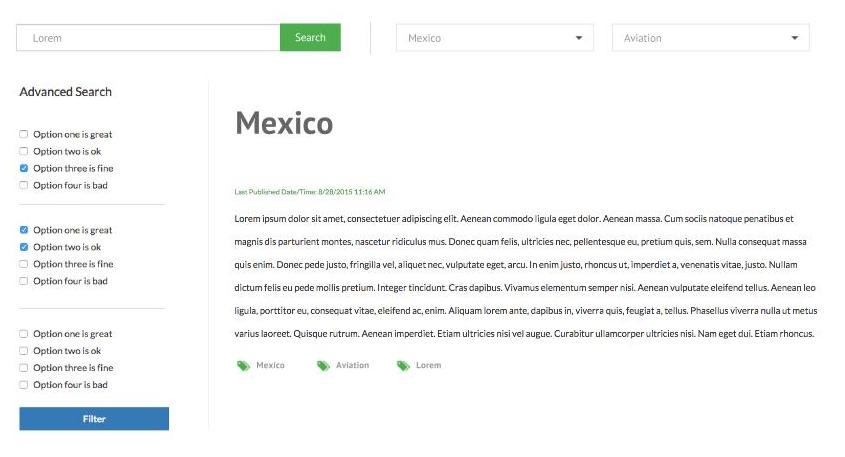 Lorem
Search
Mexico
Aviation
Advanced Search
Option one is great
Option two is ok
Option three is fine
Option four is bad
Option one is great
Option two is ok
Option three is fine
Option four is bad
Option one is great
Option two is ok
Option three is fine
Option four is bad
Filter
Mexico
Last Published Date/Time: 8/28/2015 11:16 AM
Lorem ipsum dolor sit amet, consectetuer adipiscing elit. Aenean commodo ligula eget dolor. Aenean massa. Cum sociis natoque penatibus et
magnis dis parturient montes, nascetur ridiculus mus. Donec quam felis, ultricies nec, pellentesque eu, pretium quis, sem. Nulla consequat massa
quis enim. Donec pede justo, fringilla vel, aliquet nec, vulputate eget, arcu. In enim justo, rhoncus ut, imperdiet a, venenatis vitae, justo. Nullam
dictum felis eu pede mollis pretium. Integer tincidunt. Cras dapibus. Vivamus elementum semper nisi. Aenean vulputate eleifend tellus. Aenean leo
ligula, porttitor eu, consequat vitae, eleifend ac, enim. Aliquam lorem ante, dapibus in, viverra quis, feugiat a, tellus. Phasellus viverra nulla ut metus
varius laoreet. Quisque rutrum. Aenean imperdiet. Etiam ultricies nisi vel augue. Curabitur ullamcorper ultricies nisi. Nam eget dui. Etiam rhoncus.
Mexico
Aviation
Lorem